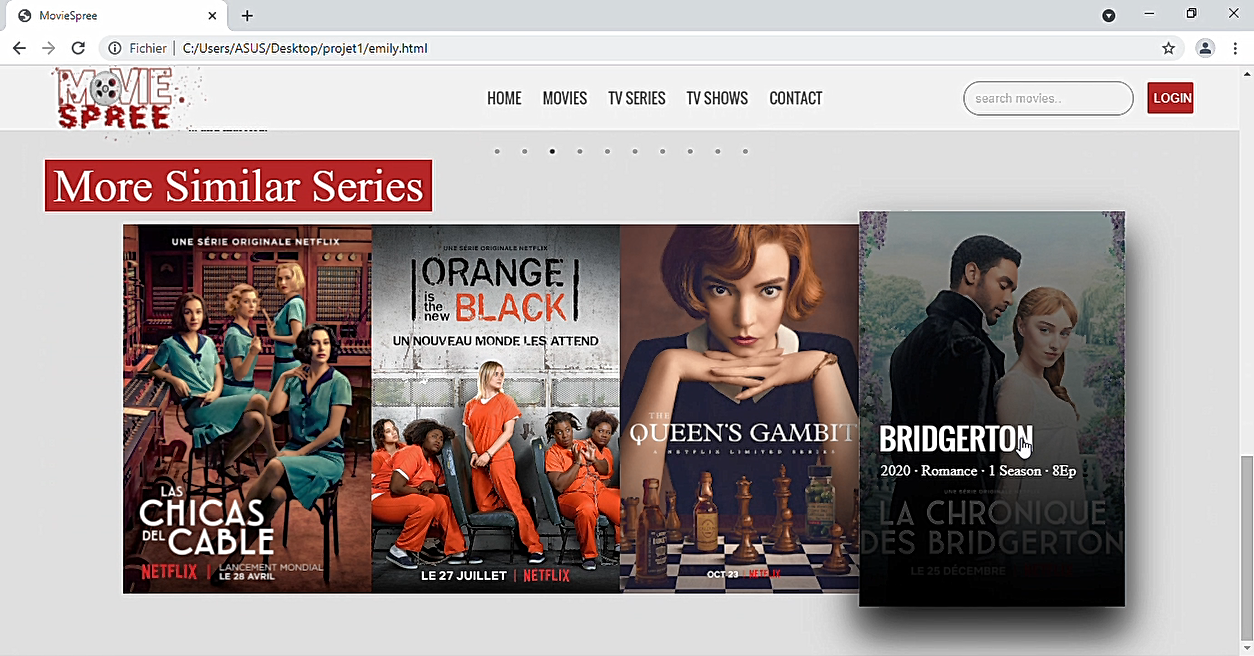 MovieSpree
Fichier
C:/Users/ASUS/Desktop/projet1/emily.html
MOVIE
SPREE
HOME
MOVIES
TV SERIES
TV SHOWS
CONTACT
search movies..
LOGIN
More Similar Series
UNE SÉRIE ORIGINALE NETFLIX
LAS
CHICAS
DEL CABLE
NETFLIX | LANCEMENT MONDIAL
LE 28 AVRIL
UNE SÉRIE ORIGINALE NETFLIX
ORANGE
is the new BLACK
UN NOUVEAU MONDE LES ATTEND
LE 27 JUILLET | NETFLIX
THE
QUEEN'S GAMBIT
A NETFLIX LIMITED SERIES
OCT 23 | NETFLIX
BRIDGERTON
2020 · Romance · 1 Season · 8Ep
UNE SÉRIE ORIGINALE
LA CHRONIQUE
DES BRIDGERTON
LE 25 DÉCEMBRE